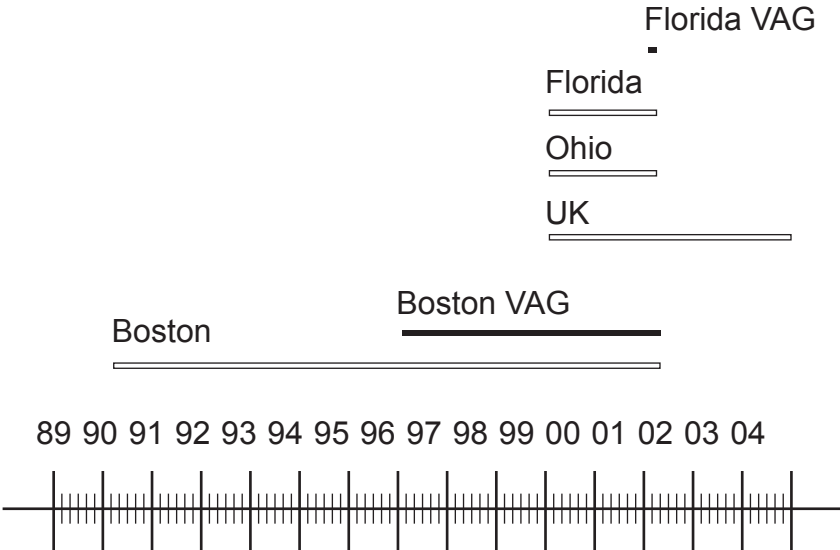 Florida VAG
Florida
Ohio
UK
Boston VAG
Boston
89 90 91 92 93 94 95 96 97 98 99 00 01 02 03 04